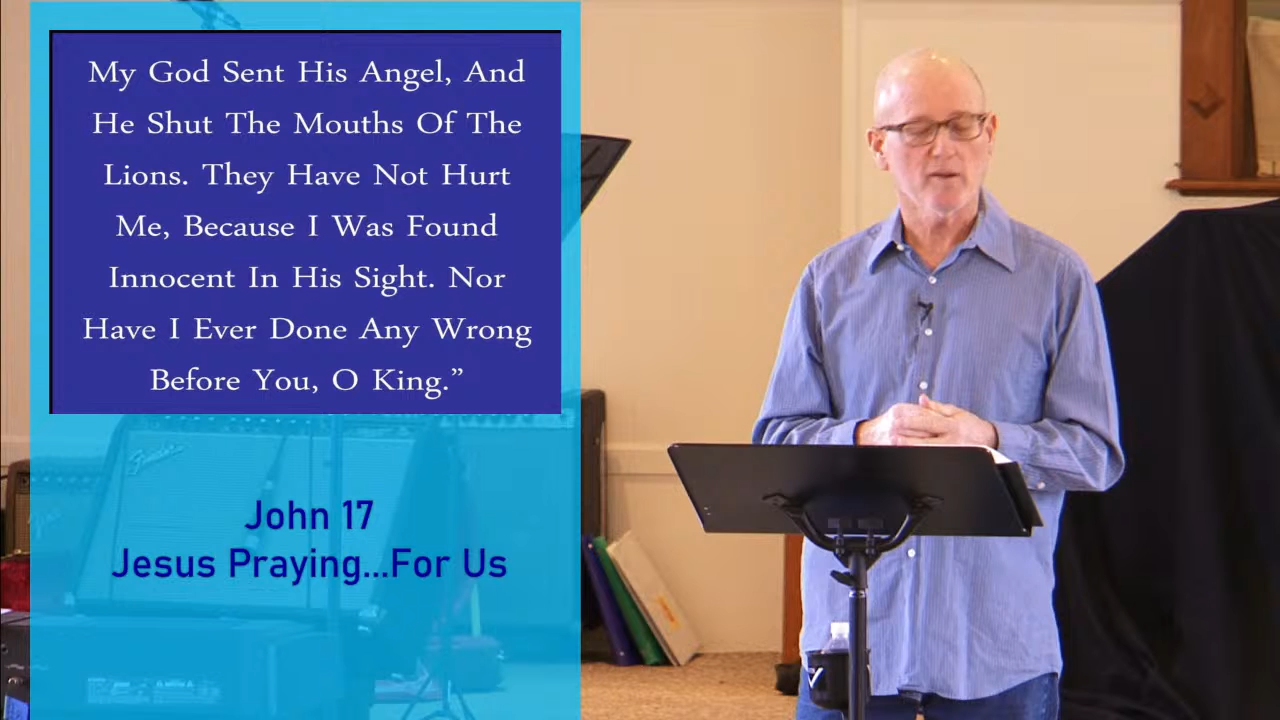 My God Sent His Angel, And
He Shut The Mouths Of The
Lions. They Have Not Hurt
Me, Because I Was Found
Innocent In His Sight. Nor
Have I Ever Done Any Wrong
Before You, O King.”
Fender
John 17
Jesus Praying...For Us